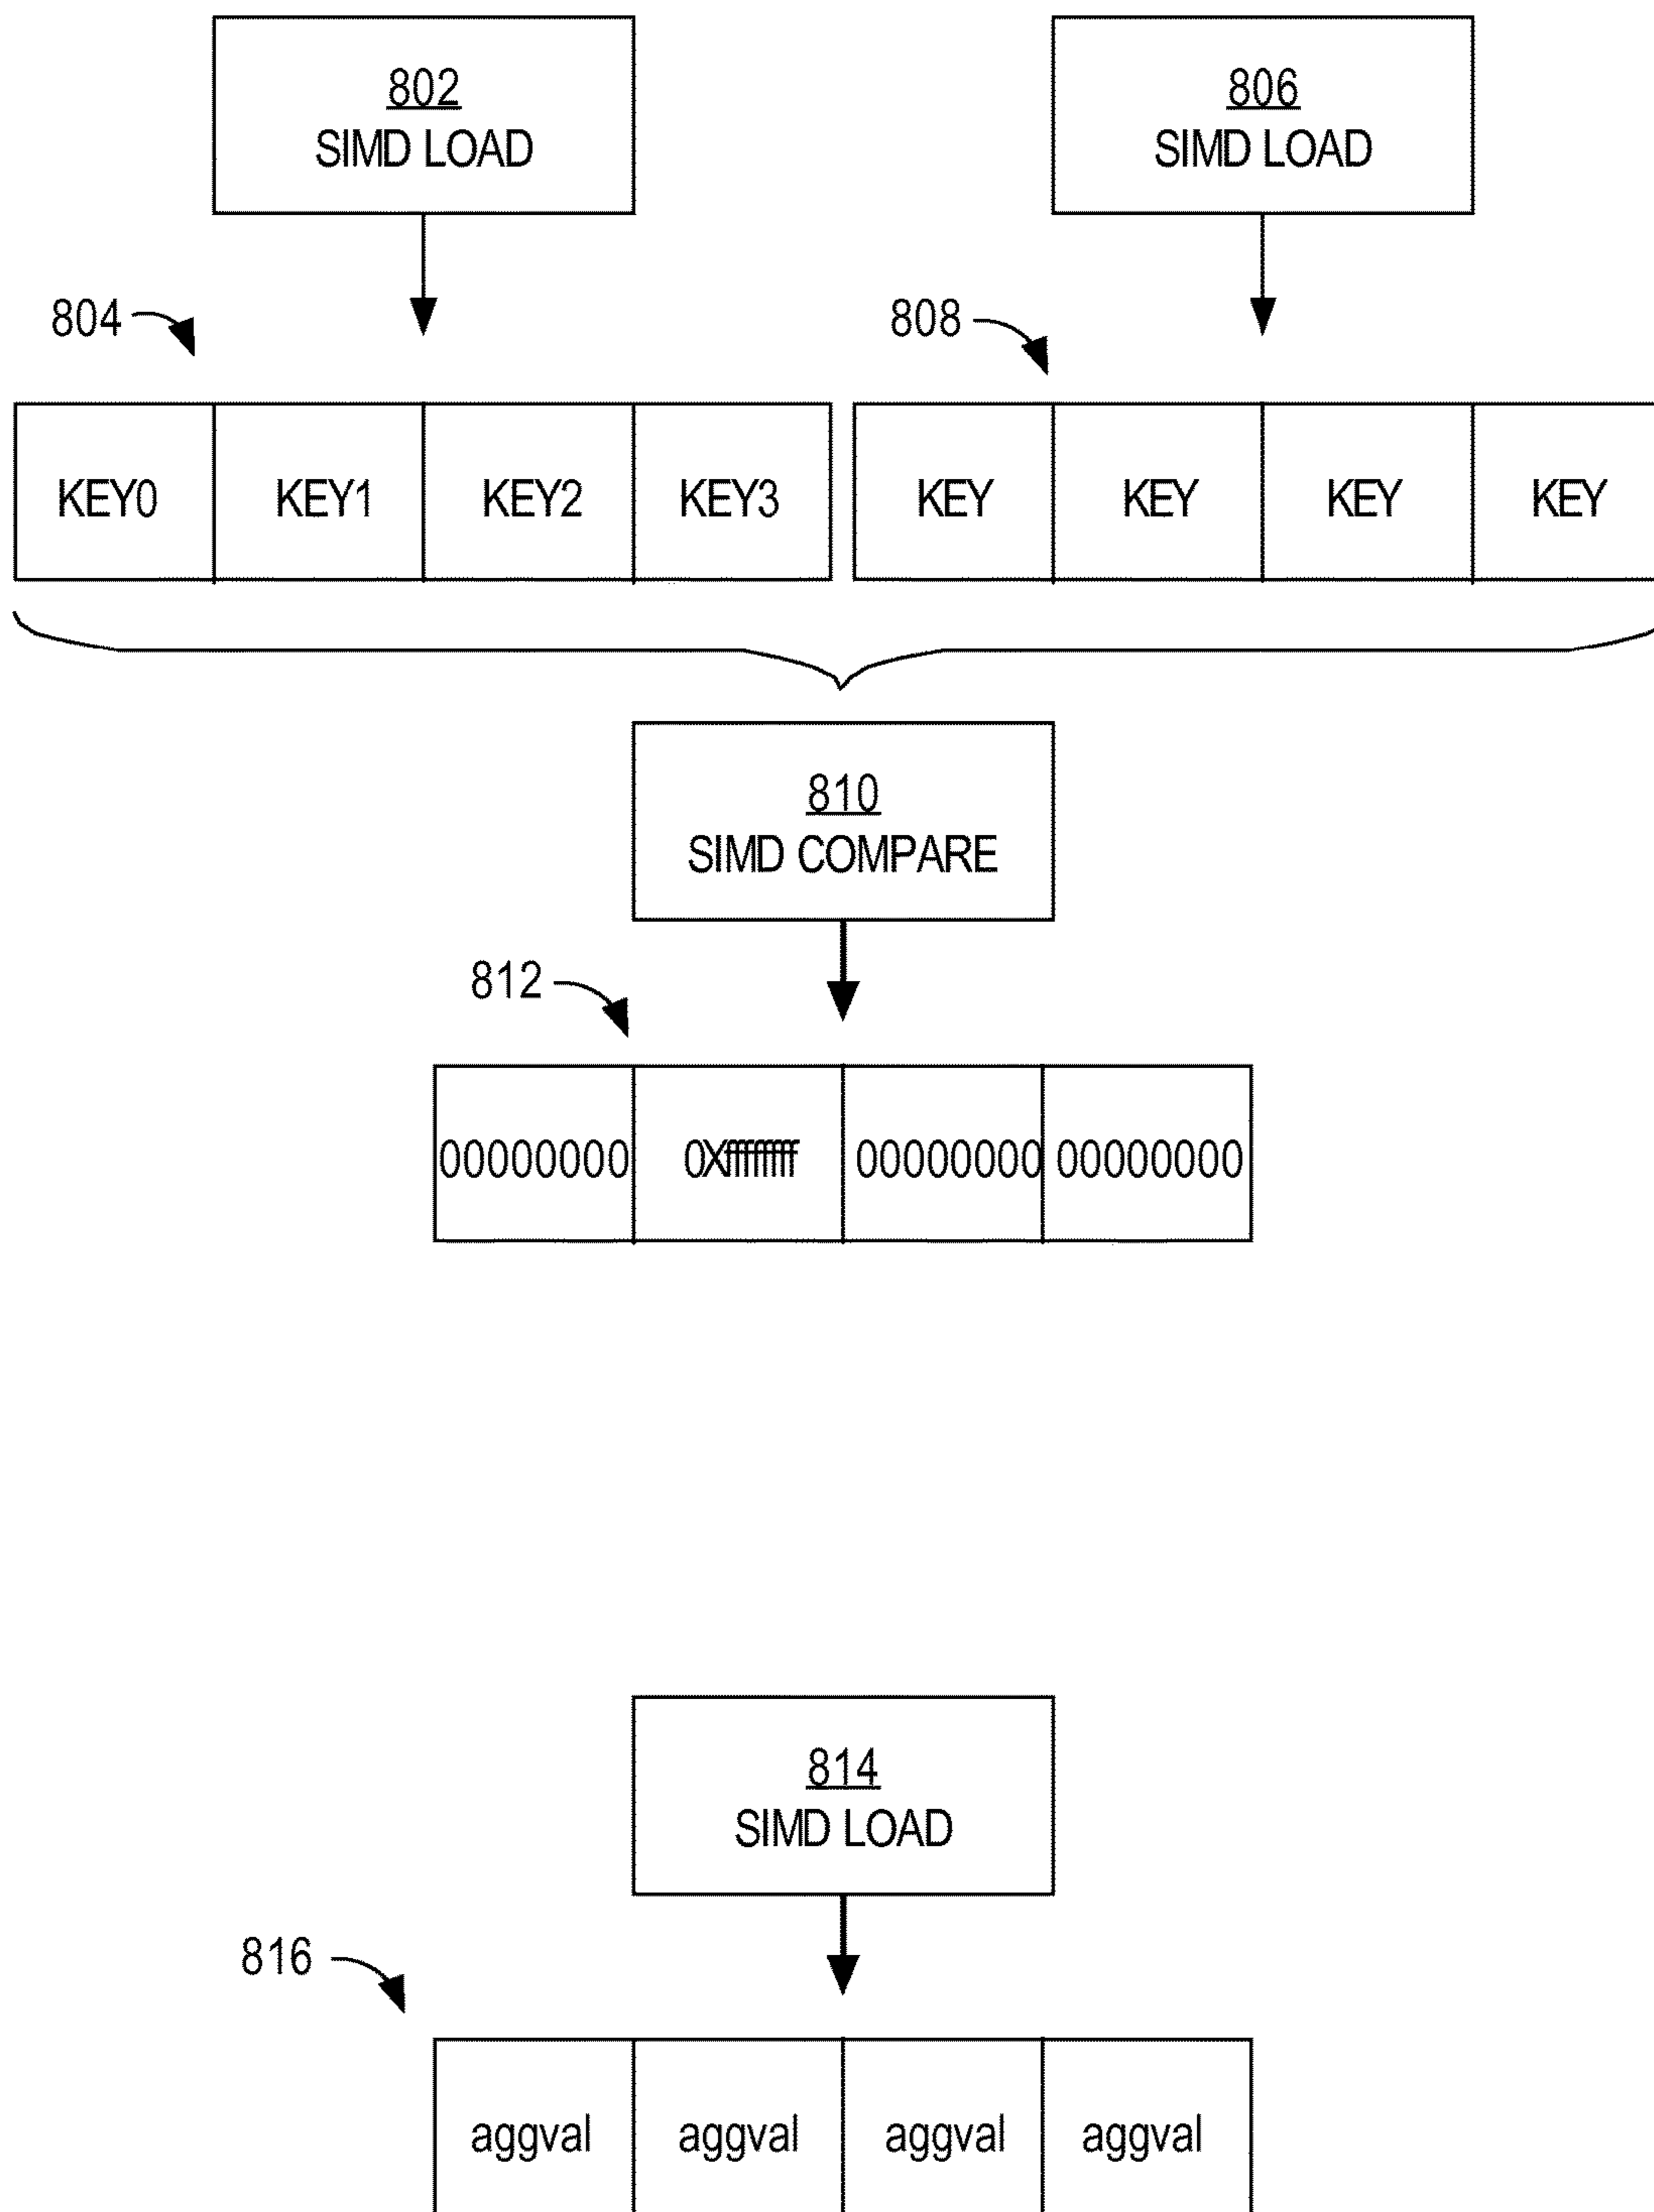 802
SIMD LOAD
806
SIMD LOAD
804
808
KEY0 KEY1 KEY2 KEY3 KEY KEY KEY KEY
810
SIMD COMPARE
812
00000000 0Xffffffff 00000000 00000000
814
SIMD LOAD
816
aggval aggval aggval aggval